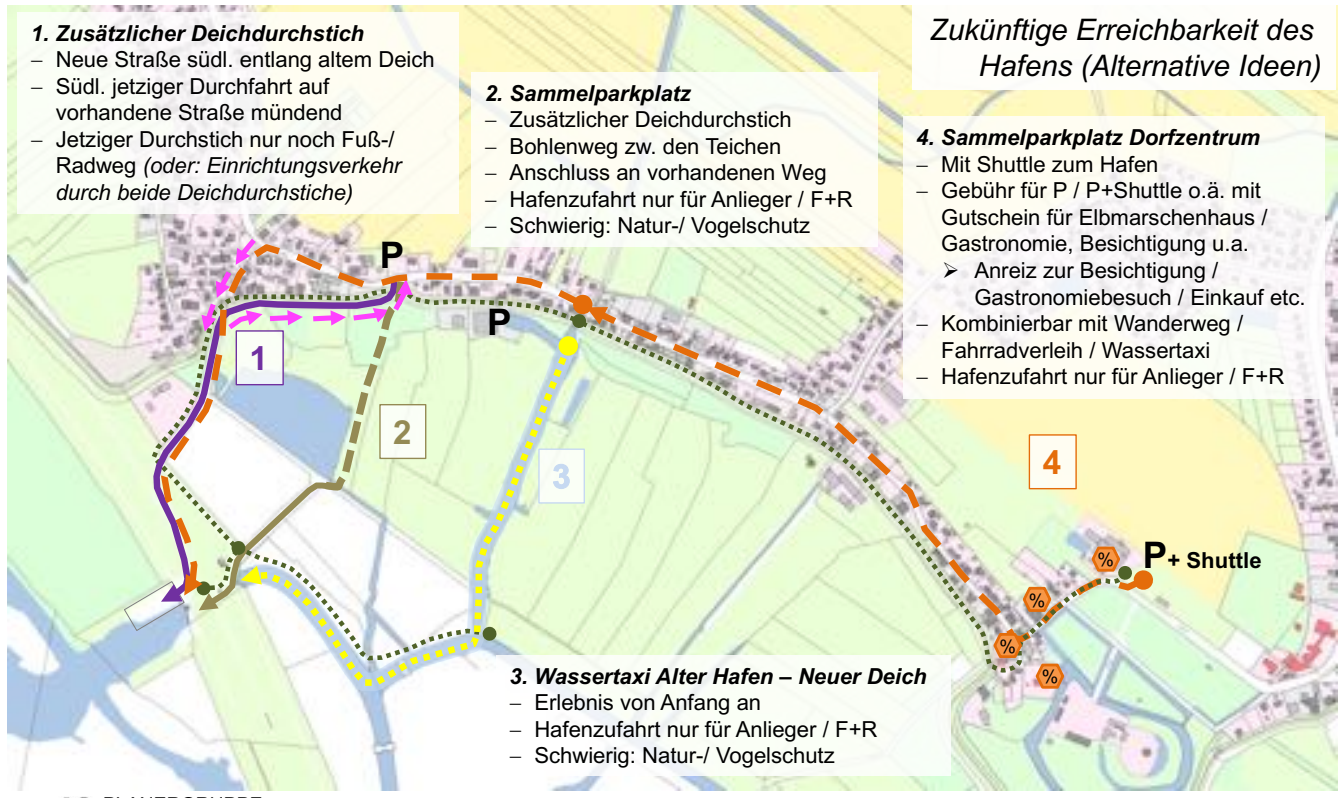 Zukünftige Erreichbarkeit des
Hafens (Alternative Ideen)
1. Zusätzlicher Deichdurchstich
– Neue Straße südl. entlang altem Deich
– Südl. jetziger Durchfahrt auf
vorhandene Straße mündend
– Jetziger Durchstich nur noch Fuß-/
Radweg (oder: Einrichtungsverkehr
durch beide Deichdurchstiche)
2. Sammelparkplatz
– Zusätzlicher Deichdurchstich
– Bohlenweg zw. den Teichen
– Anschluss an vorhandenen Weg
– Hafenzufahrt nur für Anlieger / F+R
– Schwierig: Natur-/ Vogelschutz
4. Sammelparkplatz Dorfzentrum
– Mit Shuttle zum Hafen
– Gebühr für P / P+Shuttle o.ä. mit
Gutschein für Elbmarschenhaus /
Gastronomie, Besichtigung u.a.
➢ Anreiz zur Besichtigung /
Gastronomiebesuch / Einkauf etc.
– Kombinierbar mit Wanderweg /
Fahrradverleih / Wassertaxi
– Hafenzufahrt nur für Anlieger / F+R
P
P
1
2
3
4
P+ Shuttle
%
%
%
%
3. Wassertaxi Alter Hafen – Neuer Deich
– Erlebnis von Anfang an
– Hafenzufahrt nur für Anlieger / F+R
– Schwierig: Natur-/ Vogelschutz